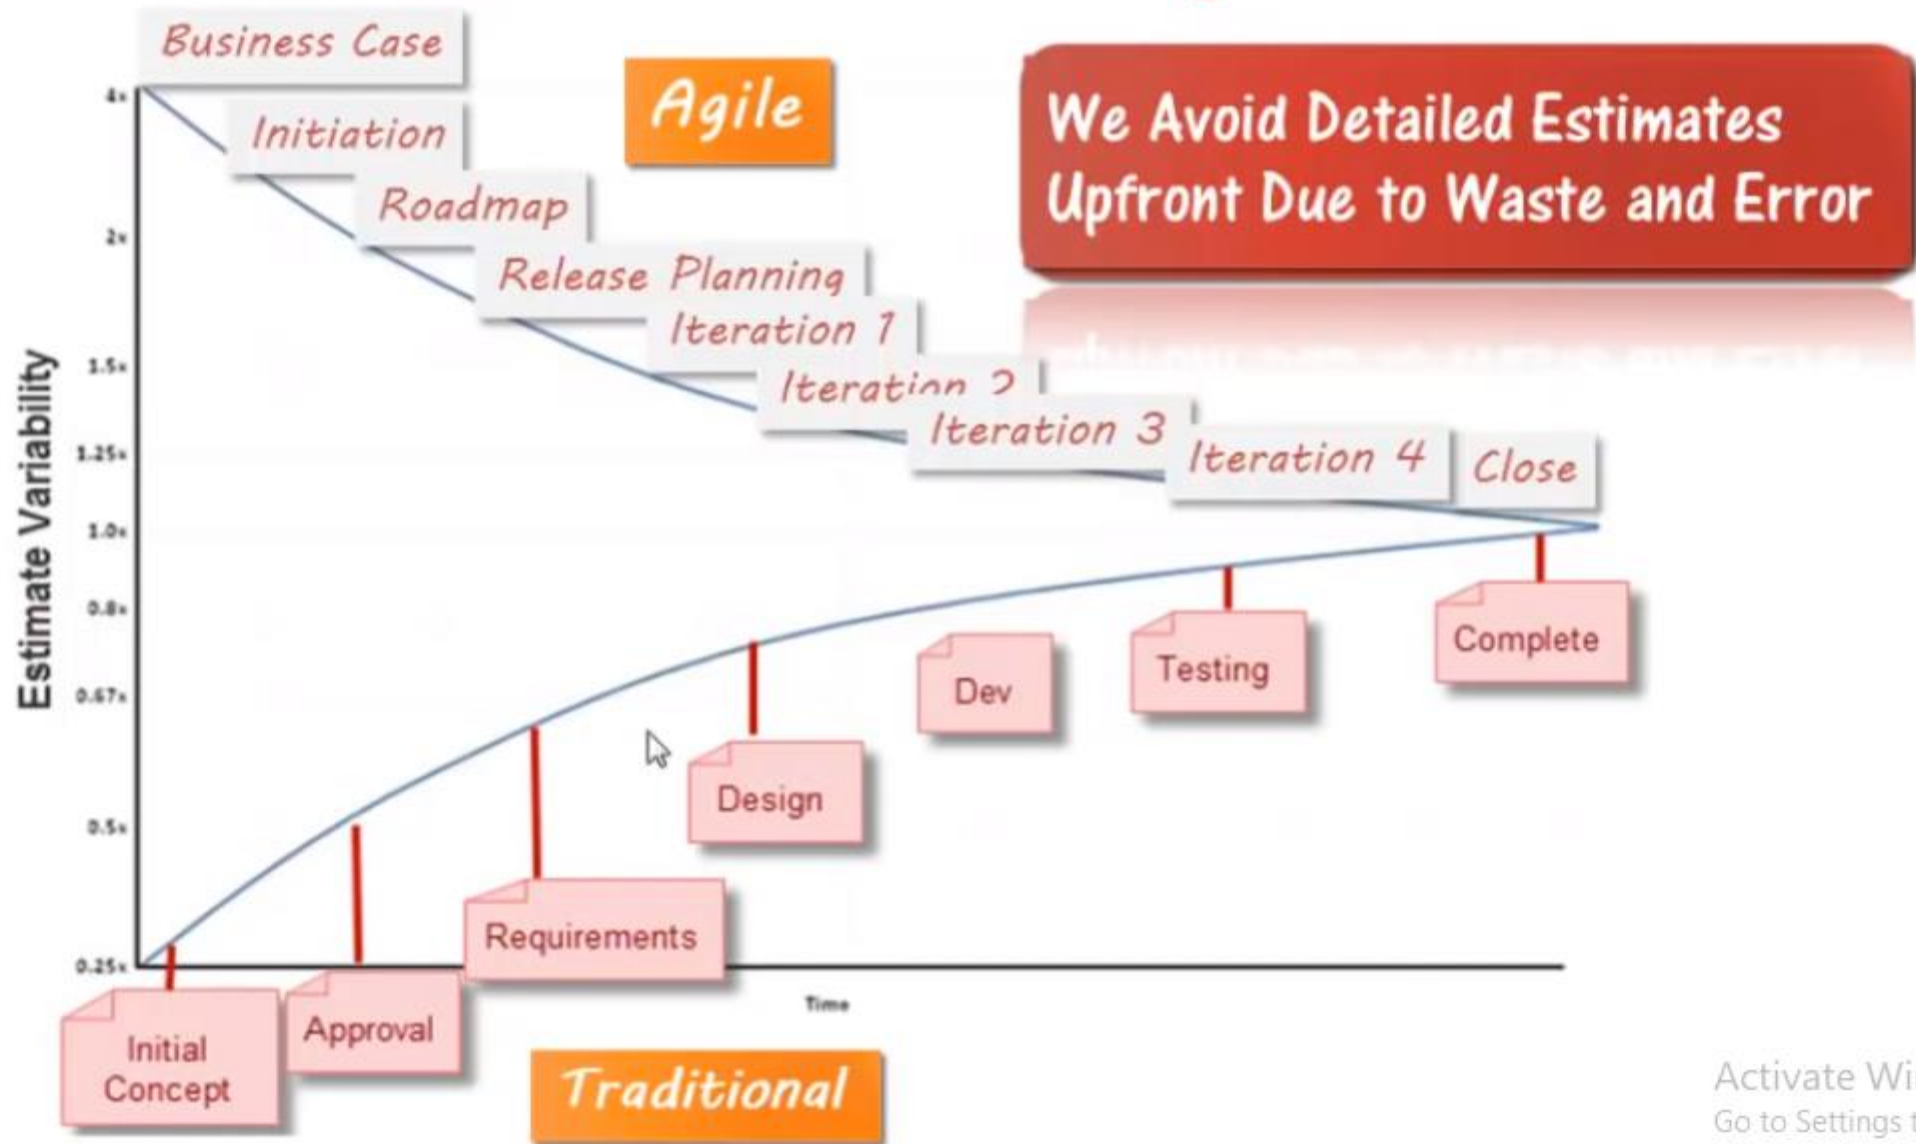 Business Case
Initiation
Roadmap
Release Planning
Iteration 1
Iteration 2
Iteration 3
Iteration 4
Close
Agile
We Avoid Detailed Estimates
Upfront Due to Waste and Error
Estimate Variability
4x
2x
1.5x
1.25x
1.0x
0.8x
0.67x
0.5x
0.25x
Time
Initial
Concept
Approval
Requirements
Design
Dev
Testing
Complete
Traditional
Activate Wi
Go to Settings t